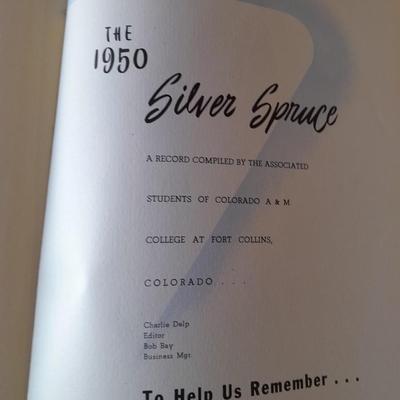 THE
1950
Silver Spruce
A RECORD COMPILED BY THE ASSOCIATED
STUDENTS OF COLORADO A & M
COLLEGE AT FORT COLLINS,
COLORADO . . .
Charlie Delp
Editor
Bob Bay
Business Mgr.
To Help Us Remember . . .